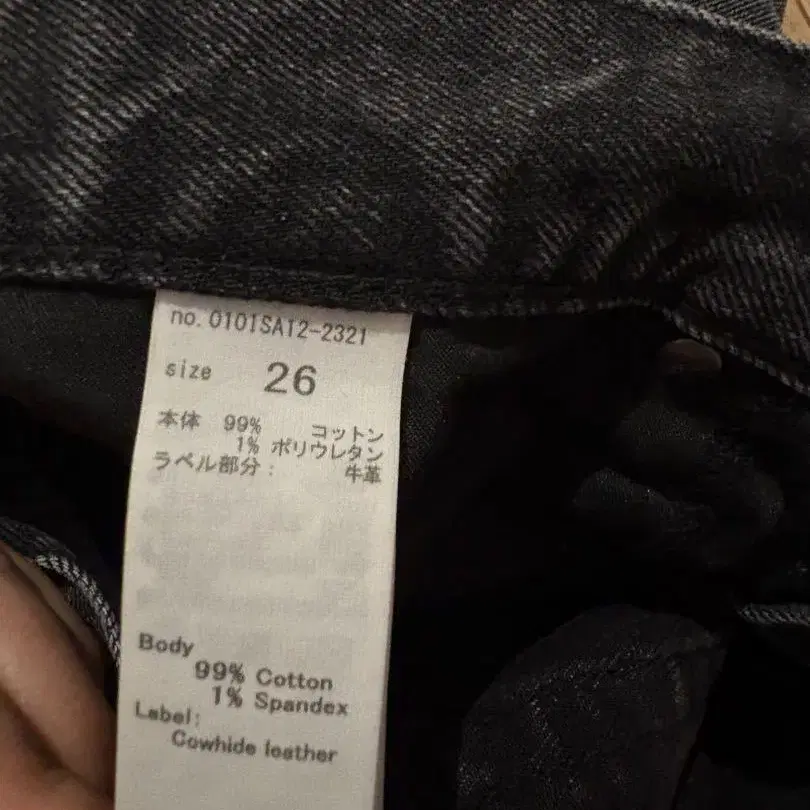 no. 0101SA12-2321
size 26
本体 99% コットン
1% ポリウレタン
ラベル部分: 牛革
Body
99% Cotton
1% Spandex
Label:
Cowhide leather